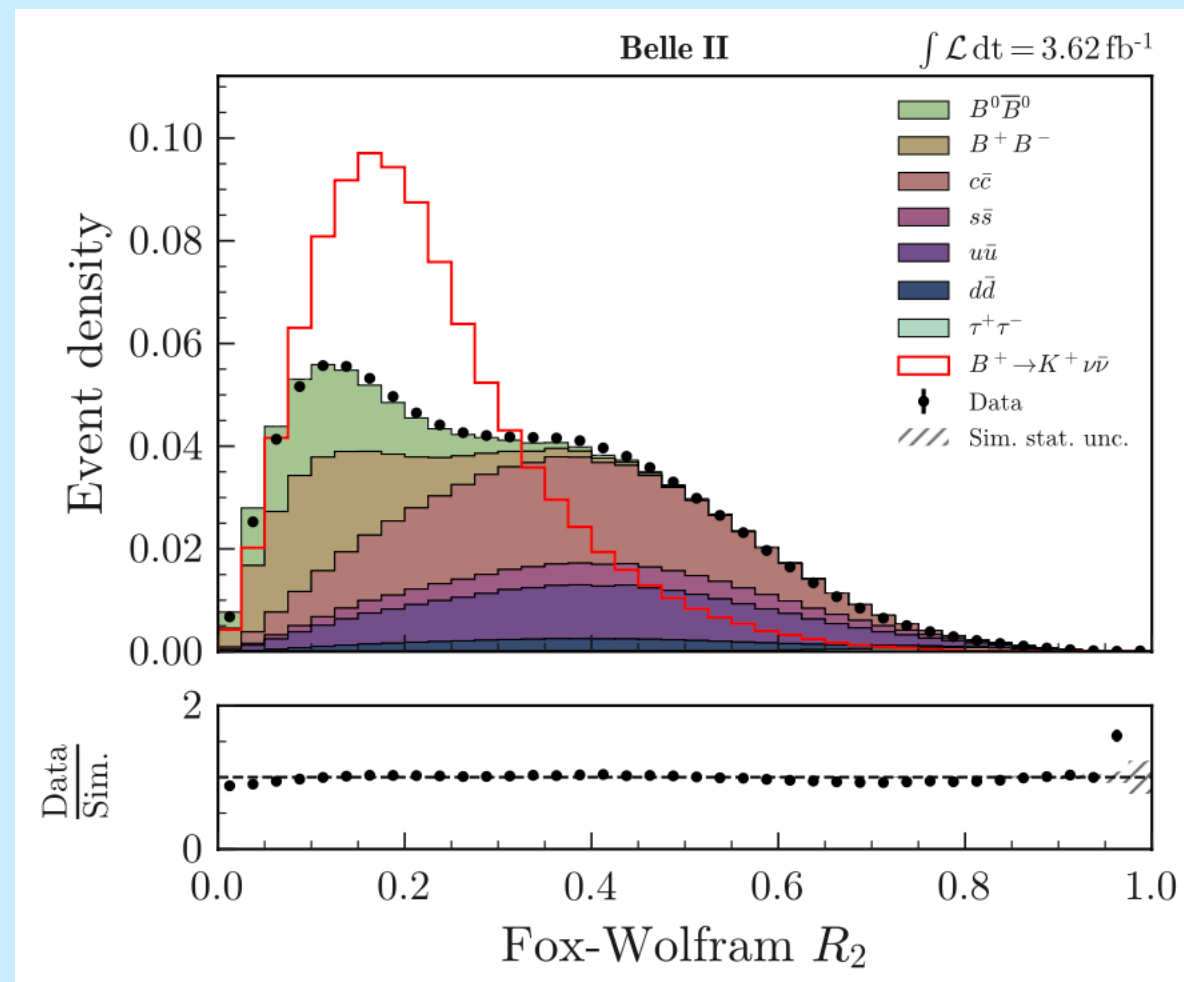 Belle II
∫ ℒ dt = 3.62 fb⁻¹
Event density
0.10
0.08
0.06
0.04
0.02
0.00
B⁰B̅⁰
B⁺B⁻
cc̄
ss̄
uū
dd̄
τ⁺τ⁻
B⁺→K⁺νν̄
Data
Sim. stat. unc.
Data
Sim.
2
0
0.0 0.2 0.4 0.6 0.8 1.0
Fox-Wolfram R₂